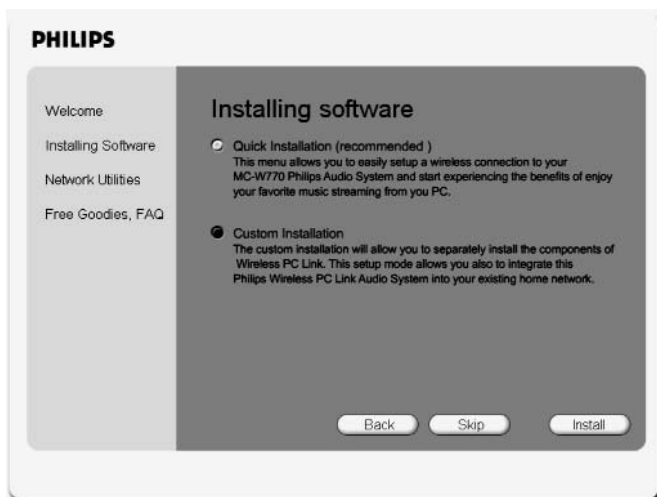 PHILIPS
Welcome
Installing Software
Network Utilities
Free Goodies, FAQ
Installing software
Quick Installation (recommended )
This menu allows you to easily setup a wireless connection to your
MC-W770 Philips Audio System and start experiencing the benefits of enjoy
your favorite music streaming from you PC.
Custom Installation
The custom installation will allow you to separately install the components of
Wireless PC Link. This setup mode allows you also to integrate this
Philips Wireless PC Link Audio System into your existing home network.
Back
Skip
Install